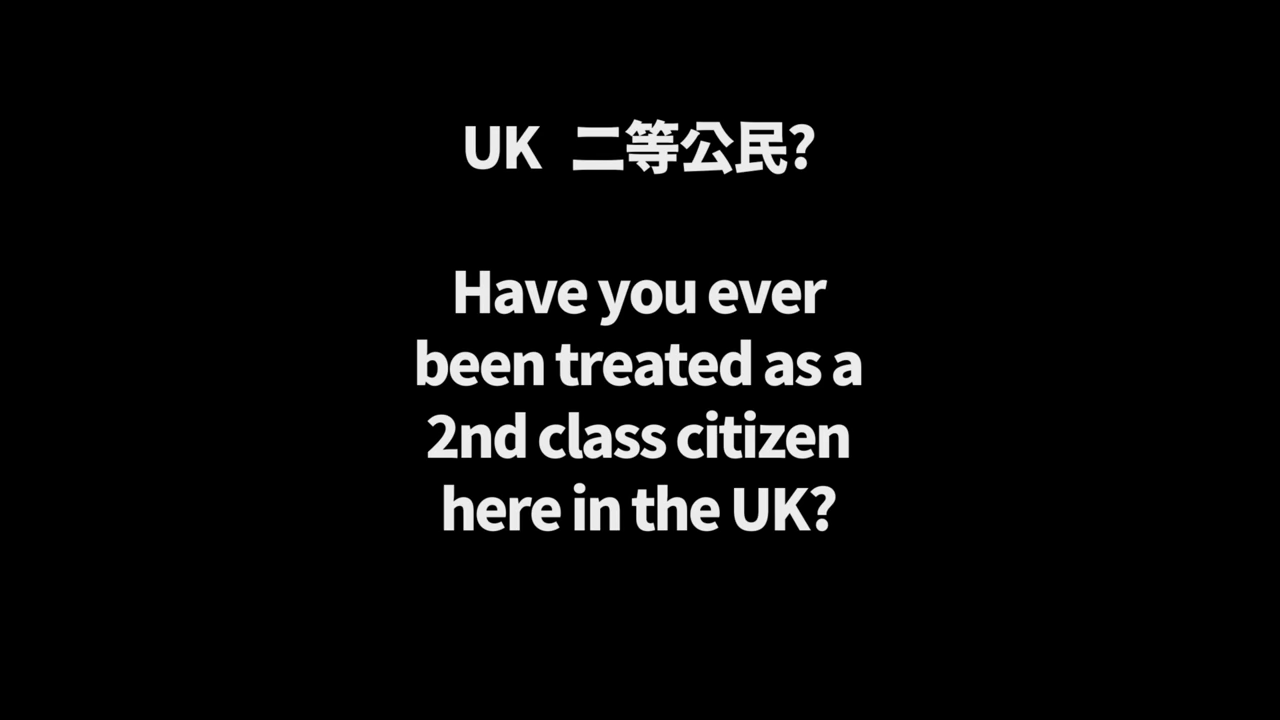 UK 二等公民?
Have you ever
been treated as a
2nd class citizen
here in the UK?